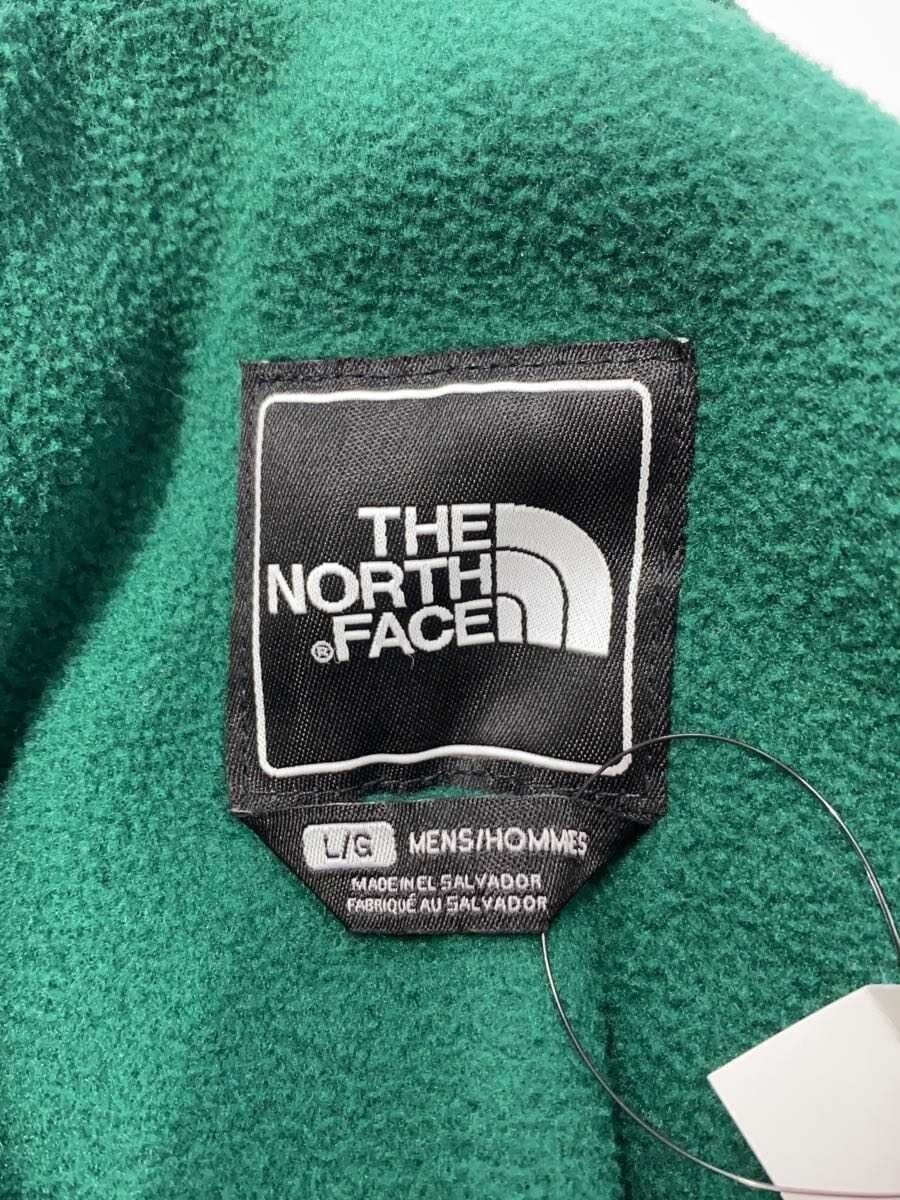 THE
NORTH
®FACE
L/G MENS/HOMMES
MADE IN EL SALVADOR
FABRIQUÉ AU SALVADOR